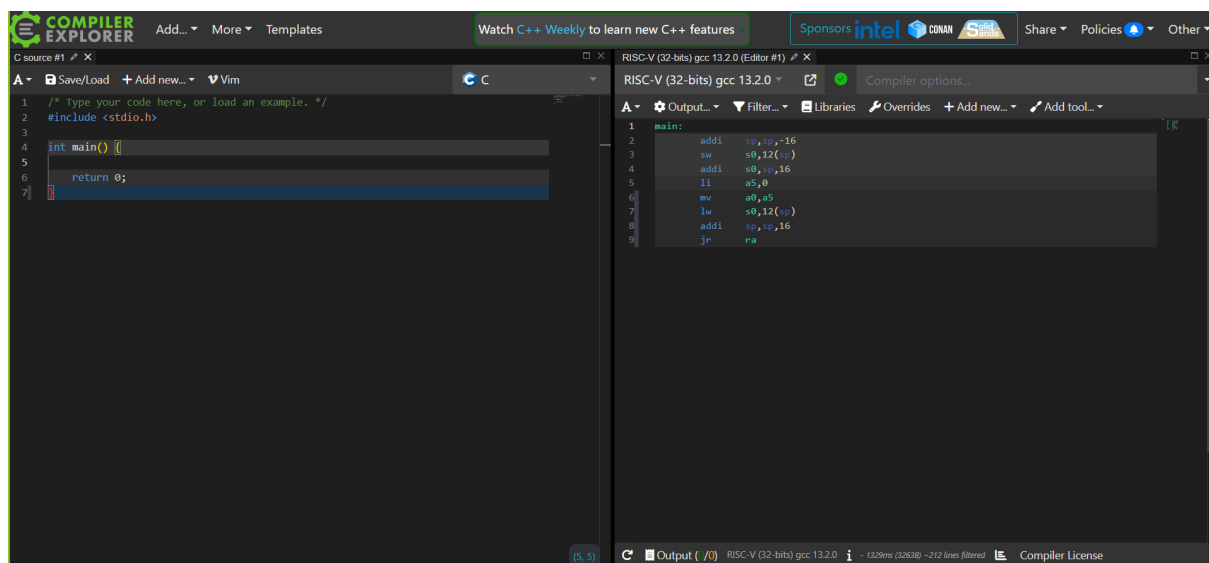 COMPILER
EXPLORER
Add... More Templates
Watch C++ Weekly to learn new C++ features
Sponsors intel. CONAN Solid Sands
Share Policies Other
C source #1
A Save/Load + Add new... Vim
C
1 /* Type your code here, or load an example. */
2 #include <stdio.h>
3
4 int main() {
5
6 return 0;
7 }
(5, 5)
RISC-V (32-bits) gcc 13.2.0 (Editor #1)
RISC-V (32-bits) gcc 13.2.0
Compiler options...
A Output... Filter... Libraries Overrides + Add new... Add tool...
1 main:
2 addi sp,sp,-16
3 sw s0,12(sp)
4 addi s0,sp,16
5 li a5,0
6 mv a0,a5
7 lw s0,12(sp)
8 addi sp,sp,16
9 jr ra
C Output ( /0) RISC-V (32-bits) gcc 13.2.0 i - 1329ms (32638) ~212 lines filtered Compiler License